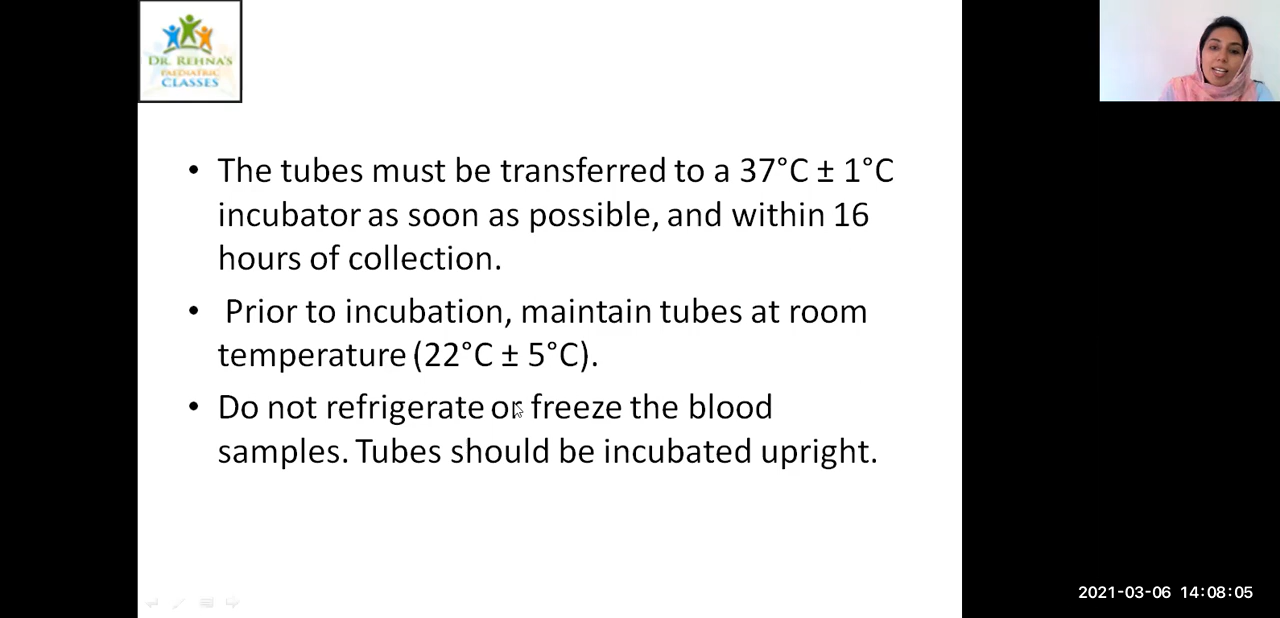 DR. REHNA'S
PAEDIATRIC
CLASSES
• The tubes must be transferred to a 37°C ± 1°C
incubator as soon as possible, and within 16
hours of collection.
• Prior to incubation, maintain tubes at room
temperature (22°C ± 5°C).
• Do not refrigerate or freeze the blood
samples. Tubes should be incubated upright.
2021-03-06 14:08:05